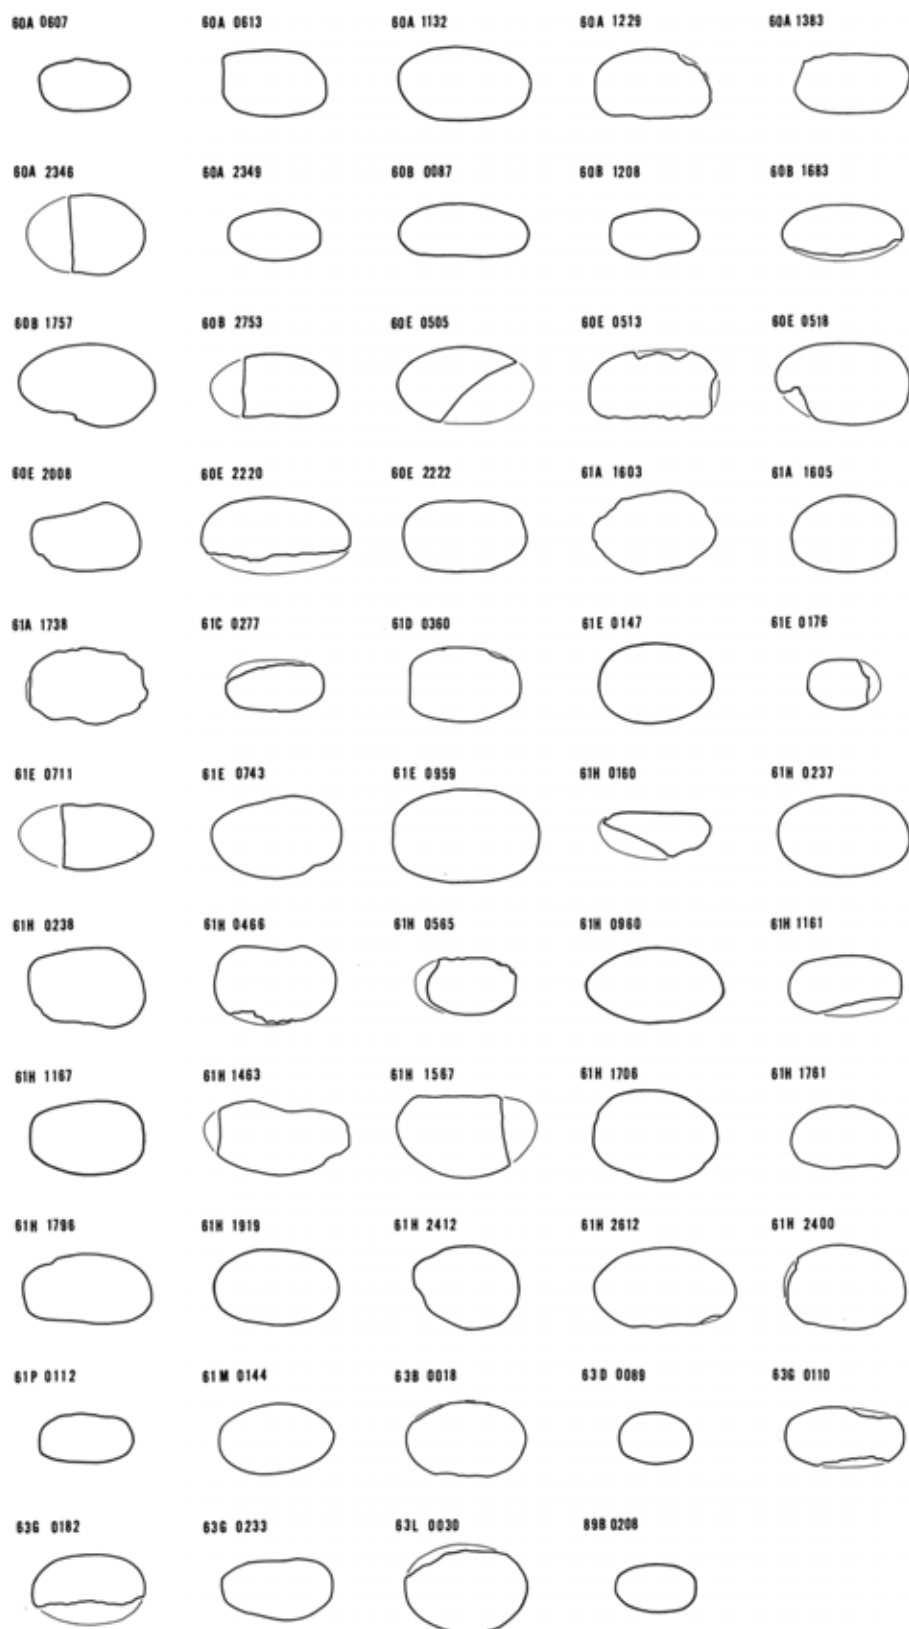 60A 0607 60A 0613 60A 1132 60A 1229 60A 1383
60A 2346 60A 2349 60B 0087 60B 1208 60B 1683
60B 1757 60B 2753 60E 0505 60E 0513 60E 0518
60E 2008 60E 2220 60E 2222 61A 1603 61A 1605
61A 1738 61C 0277 61D 0360 61E 0147 61E 0176
61E 0711 61E 0743 61E 0959 61H 0160 61H 0237
61H 0238 61H 0466 61H 0565 61H 0960 61H 1161
61H 1167 61H 1463 61H 1567 61H 1706 61H 1761
61H 1796 61H 1919 61H 2412 61H 2612 61H 2400
61P 0112 61M 0144 63B 0018 63D 0089 63G 0110
63G 0182 63G 0233 63L 0030 89B 0208